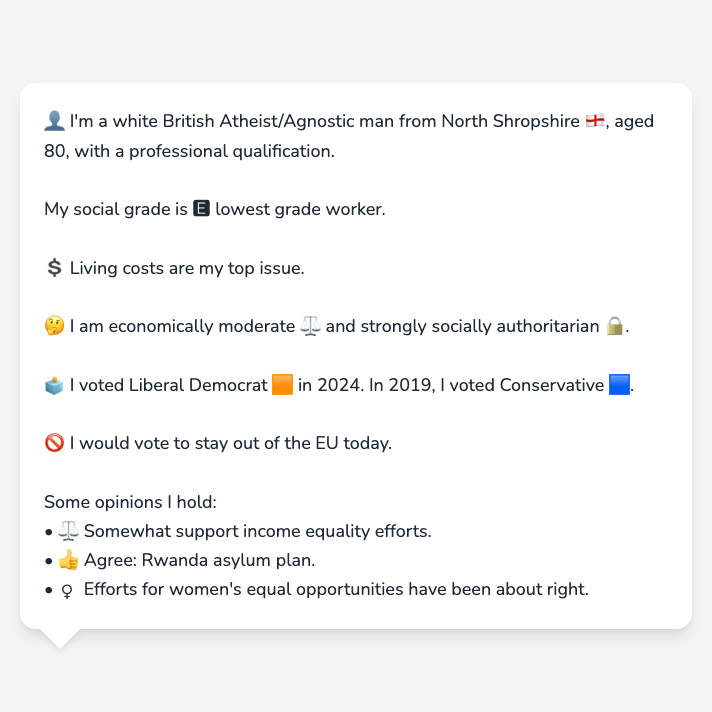 👤 I'm a white British Atheist/Agnostic man from North Shropshire 🏴󠁧󠁢󠁥󠁮󠁧󠁿, aged
80, with a professional qualification.
My social grade is 🅴 lowest grade worker.
💲 Living costs are my top issue.
🤔 I am economically moderate ⚖️ and strongly socially authoritarian 🔒.
🗳️ I voted Liberal Democrat 🟧 in 2024. In 2019, I voted Conservative 🟦.
🚫 I would vote to stay out of the EU today.
Some opinions I hold:
• ⚖️ Somewhat support income equality efforts.
• 👍 Agree: Rwanda asylum plan.
• ♀ Efforts for women's equal opportunities have been about right.